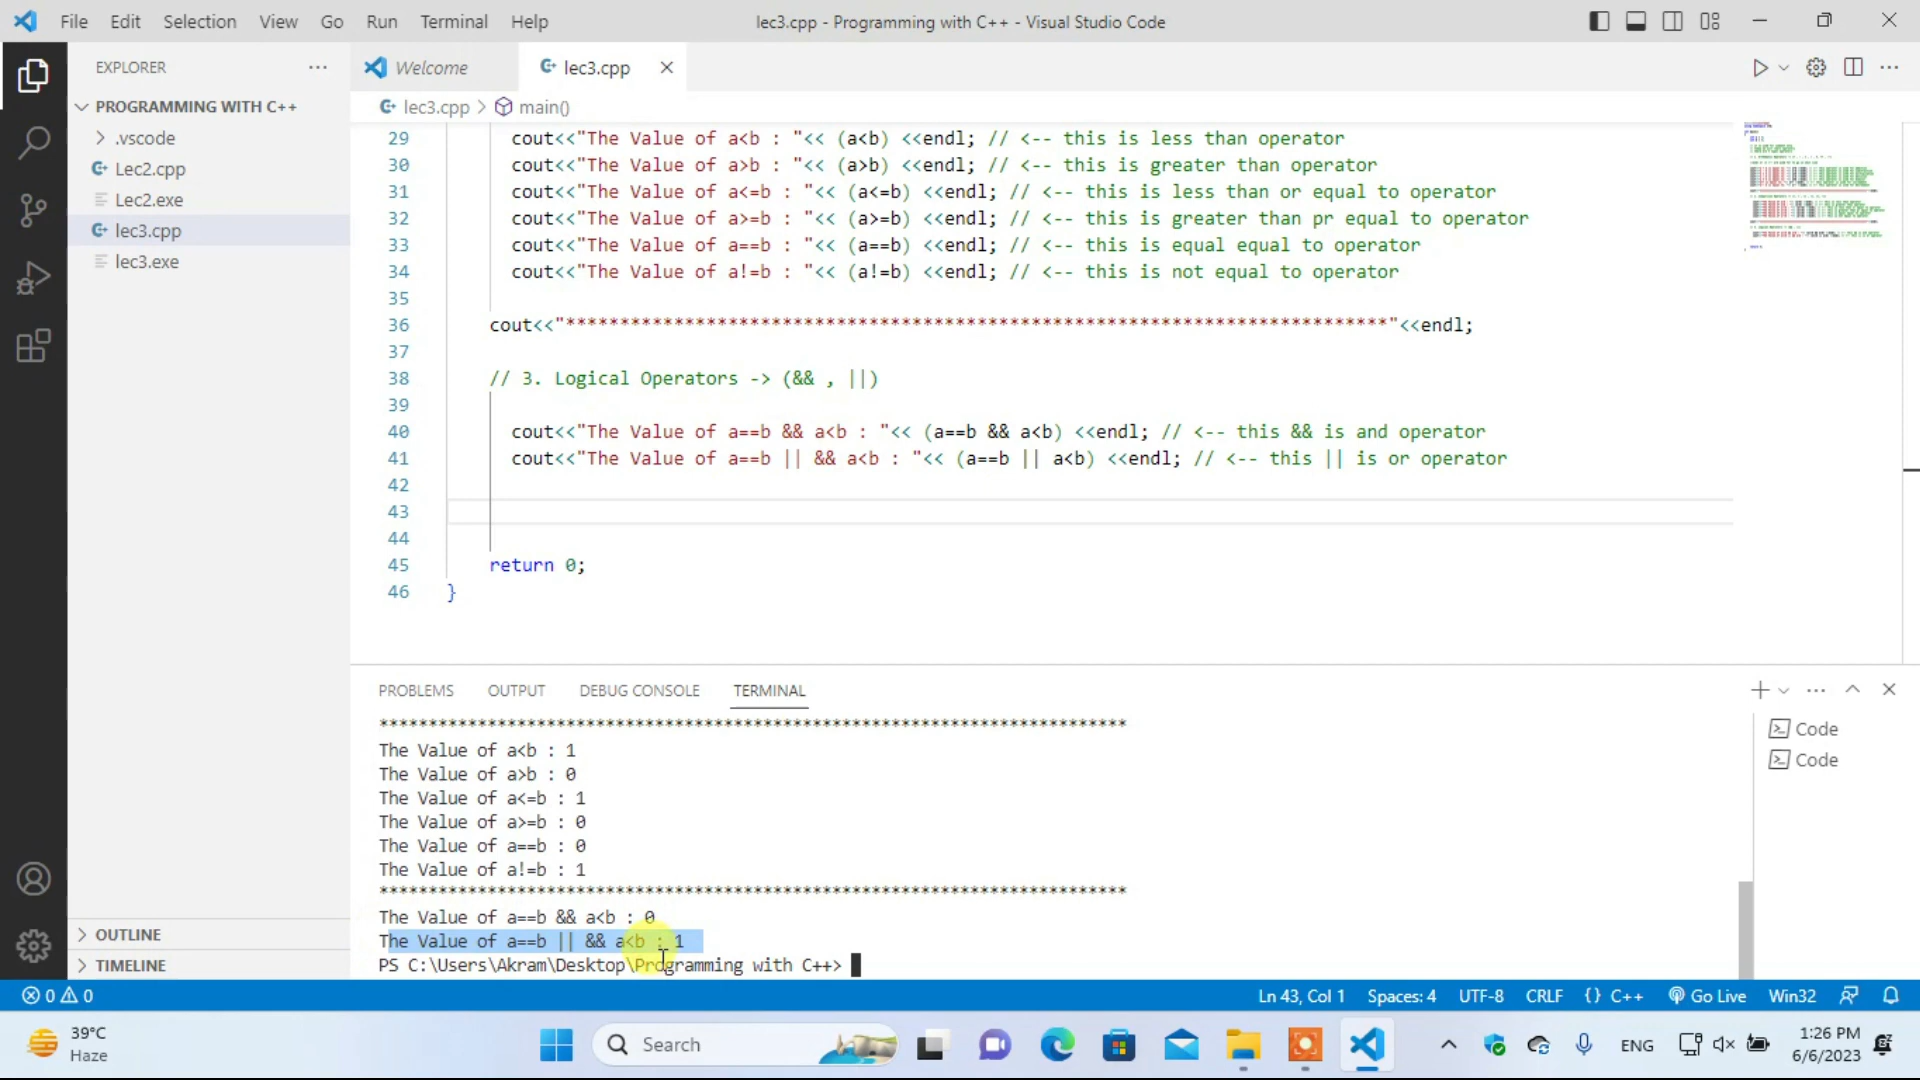 File Edit Selection View Go Run Terminal Help
lec3.cpp - Programming with C++ - Visual Studio Code
EXPLORER
PROGRAMMING WITH C++
.vscode
Lec2.cpp
Lec2.exe
lec3.cpp
lec3.exe
OUTLINE
TIMELINE
Welcome
lec3.cpp
lec3.cpp > main()
29 cout<<"The Value of a<b : "<< (a<b) <<endl; // <-- this is less than operator
30 cout<<"The Value of a>b : "<< (a>b) <<endl; // <-- this is greater than operator
31 cout<<"The Value of a<=b : "<< (a<=b) <<endl; // <-- this is less than or equal to operator
32 cout<<"The Value of a>=b : "<< (a>=b) <<endl; // <-- this is greater than pr equal to operator
33 cout<<"The Value of a==b : "<< (a==b) <<endl; // <-- this is equal equal to operator
34 cout<<"The Value of a!=b : "<< (a!=b) <<endl; // <-- this is not equal to operator
35
36 cout<<"****************************************************************************"<<endl;
37
38 // 3. Logical Operators -> (&& , ||)
39
40 cout<<"The Value of a==b && a<b : "<< (a==b && a<b) <<endl; // <-- this && is and operator
41 cout<<"The Value of a==b || && a<b : "<< (a==b || a<b) <<endl; // <-- this || is or operator
42
43
44
45 return 0;
46 }
PROBLEMS OUTPUT DEBUG CONSOLE TERMINAL
****************************************************************************
The Value of a<b : 1
The Value of a>b : 0
The Value of a<=b : 1
The Value of a>=b : 0
The Value of a==b : 0
The Value of a!=b : 1
****************************************************************************
The Value of a==b && a<b : 0
The Value of a==b || && a<b : 1
PS C:\Users\Akram\Desktop\Programming with C++>
Code
Code
0 0
Ln 43, Col 1 Spaces: 4 UTF-8 CRLF {} C++ Go Live Win32
39°C
Haze
Search
ENG
1:26 PM
6/6/2023